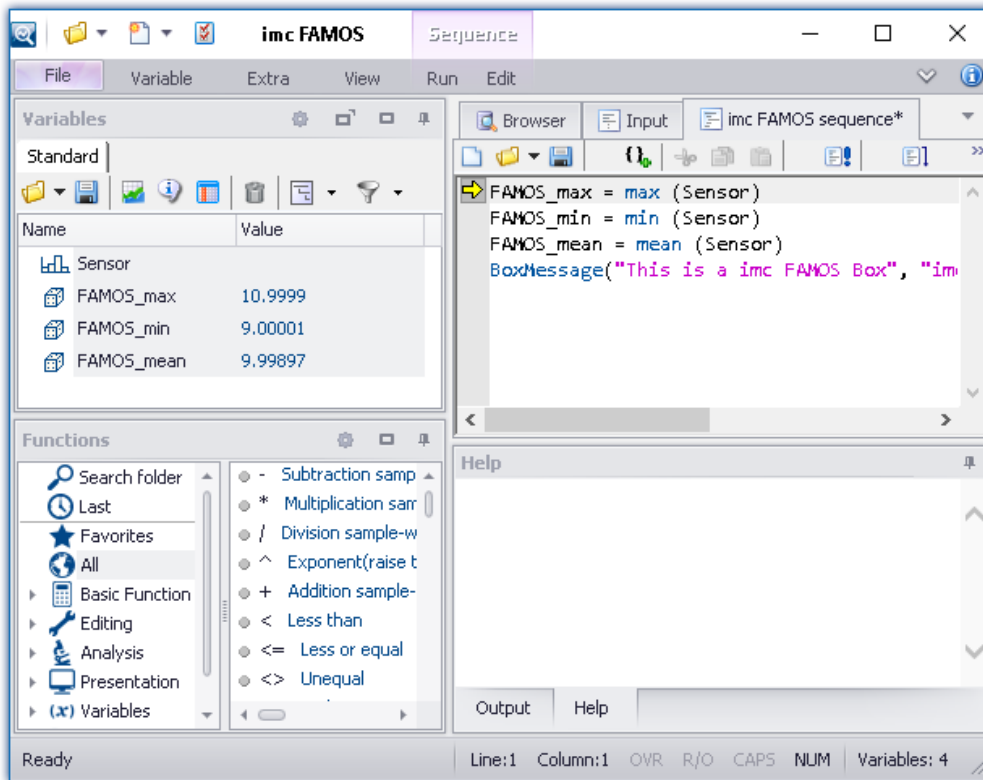 imc FAMOS
Sequence
File Variable Extra View Run Edit
Variables
Standard
Name Value
Sensor
FAMOS_max 10.9999
FAMOS_min 9.00001
FAMOS_mean 9.99897
Functions
Search folder
Last
Favorites
All
Basic Function
Editing
Analysis
Presentation
(x) Variables
- Subtraction samp
* Multiplication sam
/ Division sample-w
^ Exponent(raise t
+ Addition sample-
< Less than
<= Less or equal
<> Unequal
Browser Input imc FAMOS sequence*
FAMOS_max = max (Sensor)
FAMOS_min = min (Sensor)
FAMOS_mean = mean (Sensor)
BoxMessage("This is a imc FAMOS Box", "im
Help
Output Help
Ready Line:1 Column:1 OVR R/O CAPS NUM Variables: 4